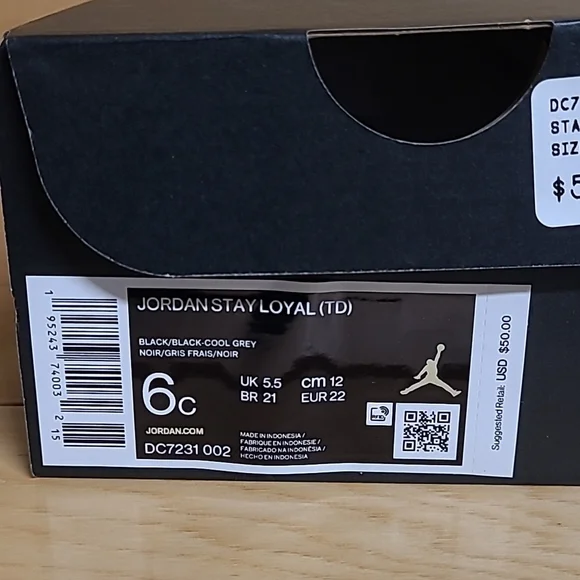 DC7
STA
SIZ
$5
JORDAN STAY LOYAL (TD)
BLACK/BLACK-COOL GREY
NOIR/GRIS FRAIS/NOIR
6C
UK 5.5
BR 21
cm 12
EUR 22
JORDAN.COM
DC7231 002
MADE IN INDONESIA /
FABRIQUE EN INDONESIE /
FABRICADO NA INDONÉSIA /
HECHO EN INDONESIA
1 95243 74003 2 15
Suggested Retail: USD $50.00